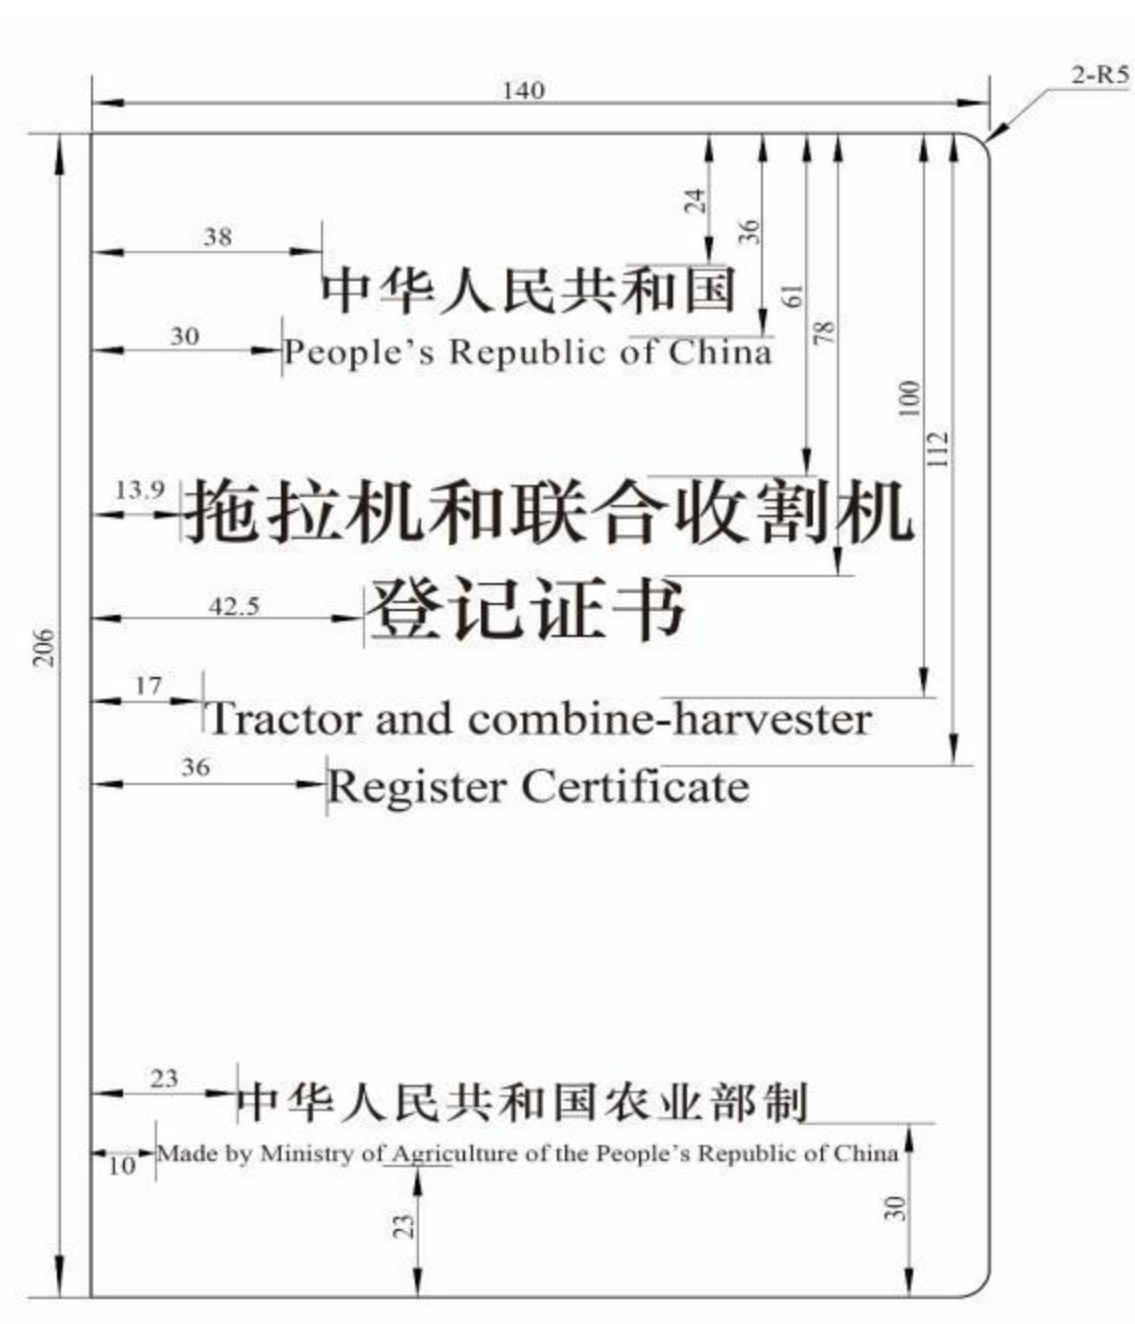 2-R5
140
24
36
38
中华人民共和国
61
78
30
People's Republic of China
100
112
13.9
拖拉机和联合收割机
42.5
登记证书
206
17
Tractor and combine-harvester
36
Register Certificate
23
中华人民共和国农业部制
10
Made by Ministry of Agriculture of the People's Republic of China
23
30